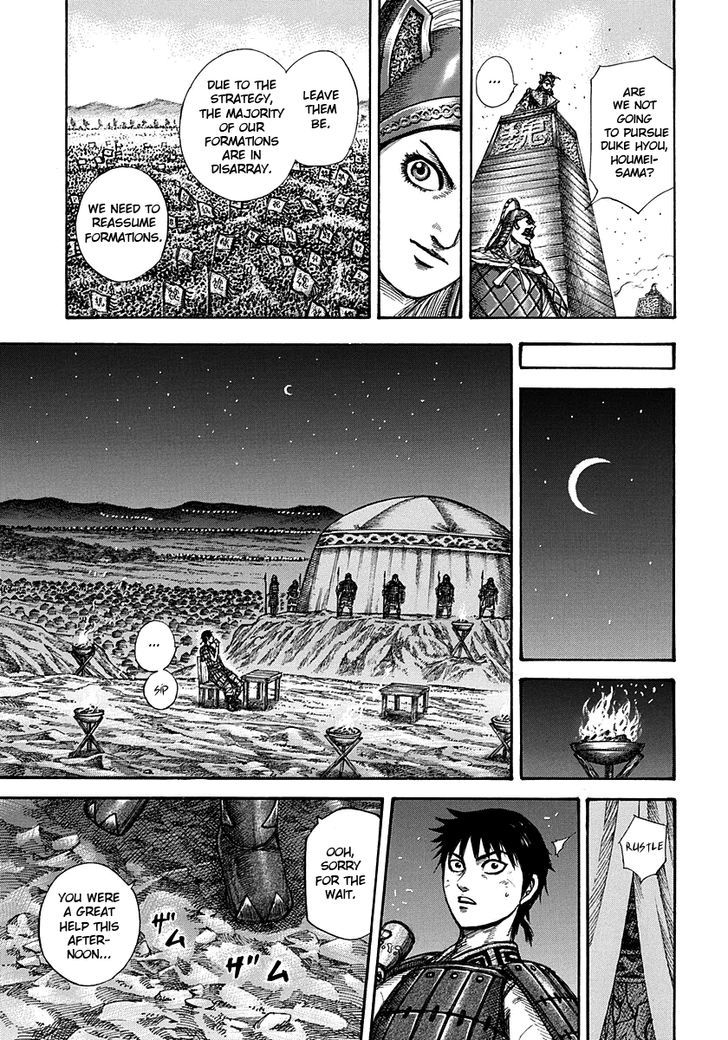 ARE
WE NOT
GOING
TO
PURSUE
DUKE HYOU,
HOUMEI-
SAMA?
...
LEAVE
THEM
BE.
DUE TO
THE
STRATEGY,
THE MAJORITY
OF OUR
FORMATIONS
ARE IN
DISARRAY.
WE NEED TO
REASSUME
FORMATIONS.
...
SIP
RUSTLE
OOH,
SORRY
FOR THE
WAIT.
ザム
ザム
YOU WERE
A GREAT
HELP THIS
AFTER-
NOON...